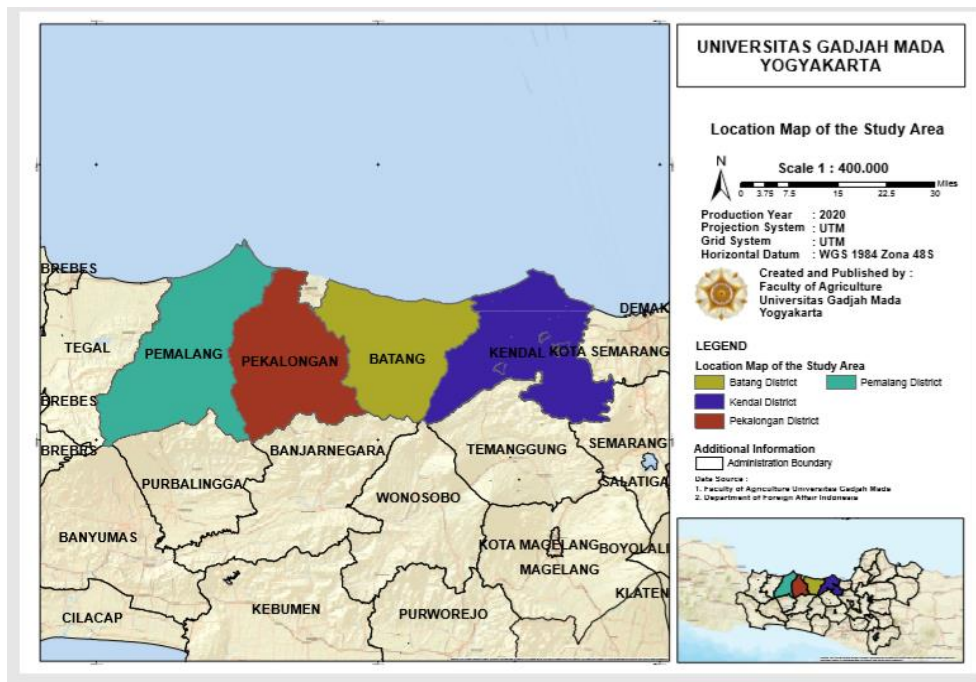 UNIVERSITAS GADJAH MADA
YOGYAKARTA
Location Map of the Study Area
N
Scale 1 : 400.000
Miles
0 3.75 7.5 15 22.5 30
Production Year : 2020
Projection System : UTM
Grid System : UTM
Horizontal Datum : WGS 1984 Zona 48S
Created and Published by :
Faculty of Agriculture
Universitas Gadjah Mada
Yogyakarta
LEGEND
Location Map of the Study Area
Batang District
Pemalang District
Kendal District
Pekalongan District
Additional Information
Administration Boundary
Data Source :
1. Faculty of Agriculture Universitas Gadjah Mada
2. Department of Foreign Affair Indonesia
BREBES
DEMAK
TEGAL
PEMALANG
PEKALONGAN
BATANG
KENDAL
KOTA SEMARANG
BREBES
BREBES
BANJARNEGARA
TEMANGGUNG
SEMARANG
PURBALINGGA
WONOSOBO
SALATIGA
BANYUMAS
KOTA MAGELANG
BOYOLALI
MAGELANG
KLATEN
CILACAP
KEBUMEN
PURWOREJO